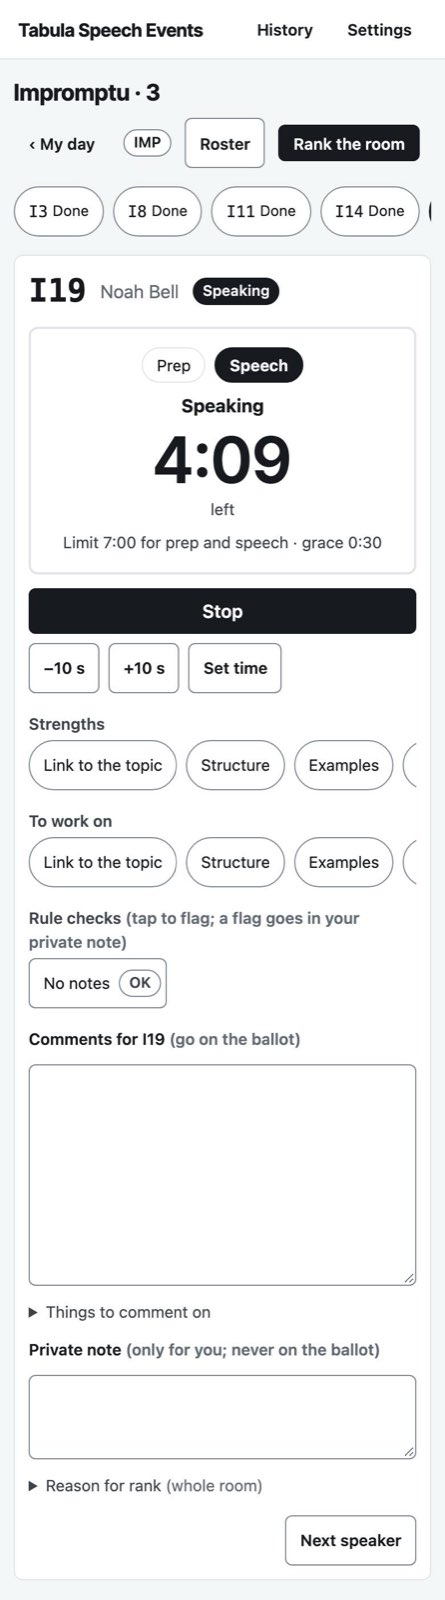 Tabula Speech Events History Settings
Impromptu · 3
‹ My day IMP Roster Rank the room
I3 Done I8 Done I11 Done I14 Done
I19 Noah Bell Speaking
Prep Speech
Speaking
4:09
left
Limit 7:00 for prep and speech · grace 0:30
Stop
−10 s +10 s Set time
Strengths
Link to the topic Structure Examples
To work on
Link to the topic Structure Examples
Rule checks (tap to flag; a flag goes in your
private note)
No notes OK
Comments for I19 (go on the ballot)
▶ Things to comment on
Private note (only for you; never on the ballot)
▶ Reason for rank (whole room)
Next speaker